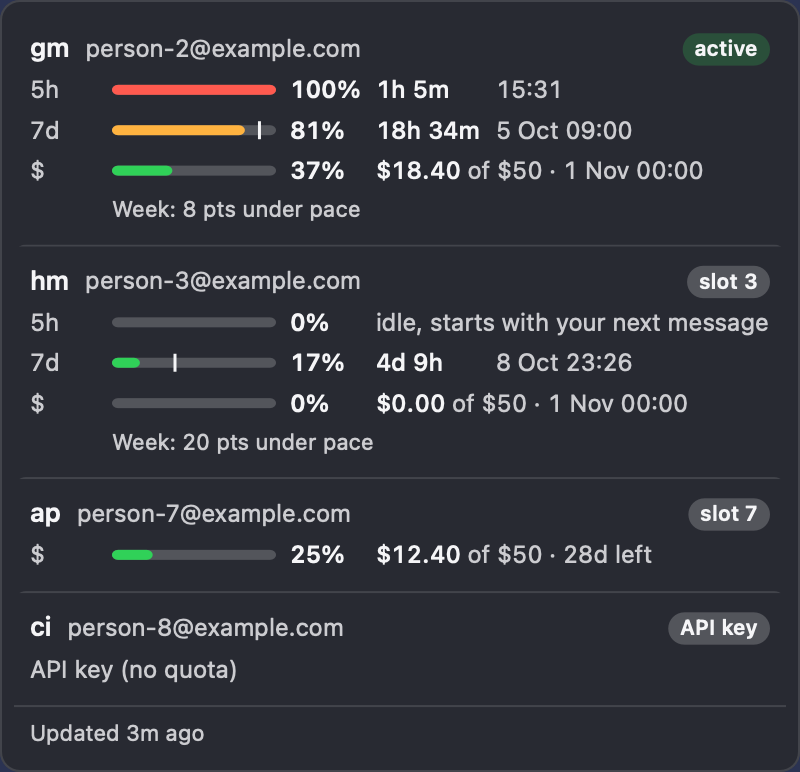 gm person-2@example.com active
5h 100% 1h 5m 15:31
7d 81% 18h 34m 5 Oct 09:00
$ 37% $18.40 of $50 · 1 Nov 00:00
Week: 8 pts under pace
hm person-3@example.com slot 3
5h 0% idle, starts with your next message
7d 17% 4d 9h 8 Oct 23:26
$ 0% $0.00 of $50 · 1 Nov 00:00
Week: 20 pts under pace
ap person-7@example.com slot 7
$ 25% $12.40 of $50 · 28d left
ci person-8@example.com API key
API key (no quota)
Updated 3m ago